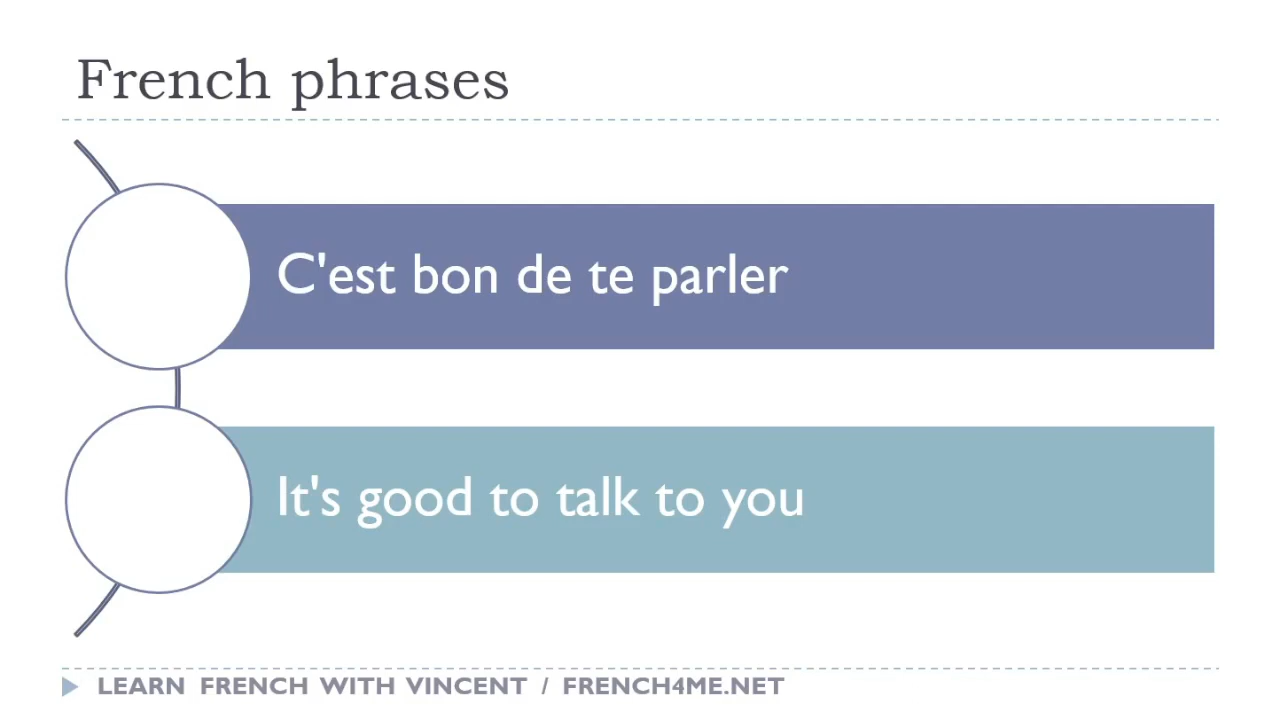 French phrases
C'est bon de te parler
It's good to talk to you
LEARN FRENCH WITH VINCENT / FRENCH4ME.NET